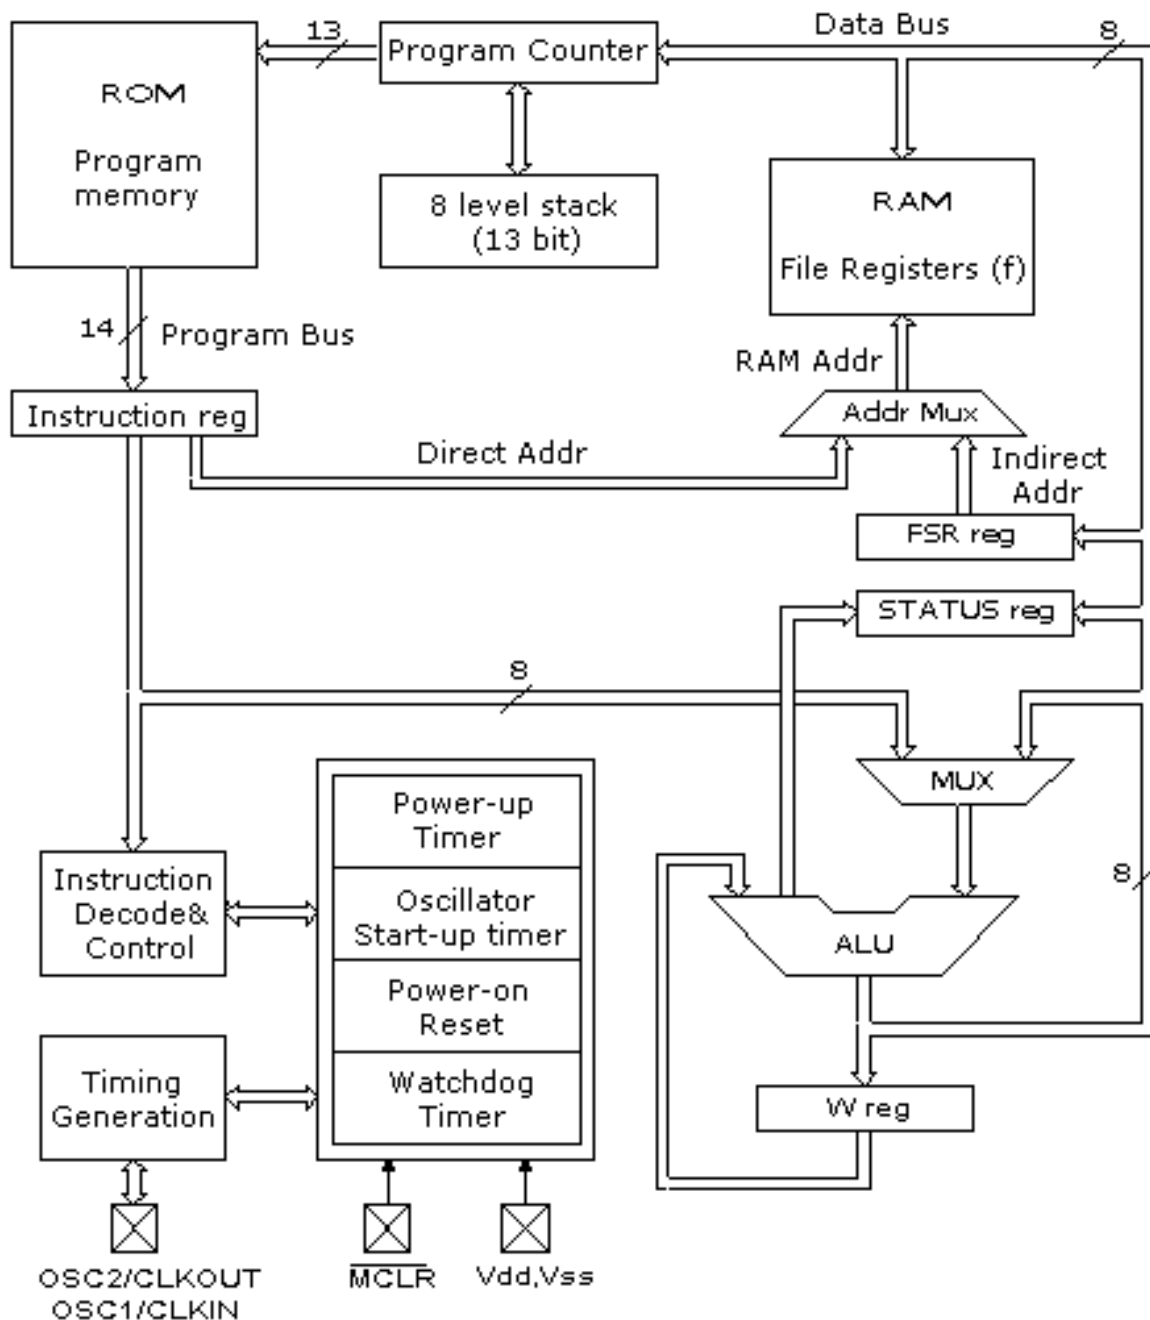 Data Bus
13
8
Program Counter
ROM
Program
memory
8 level stack
(13 bit)
RAM
File Registers (f)
14
Program Bus
RAM Addr
Instruction reg
Addr Mux
Direct Addr
Indirect
Addr
FSR reg
STATUS reg
8
MUX
Power-up
Timer
Instruction
Decode&
Control
Oscillator
Start-up timer
8
ALU
Power-on
Reset
Timing
Generation
Watchdog
Timer
W reg
OSC2/CLKOUT
OSC1/CLKIN
MCLR
Vdd,Vss